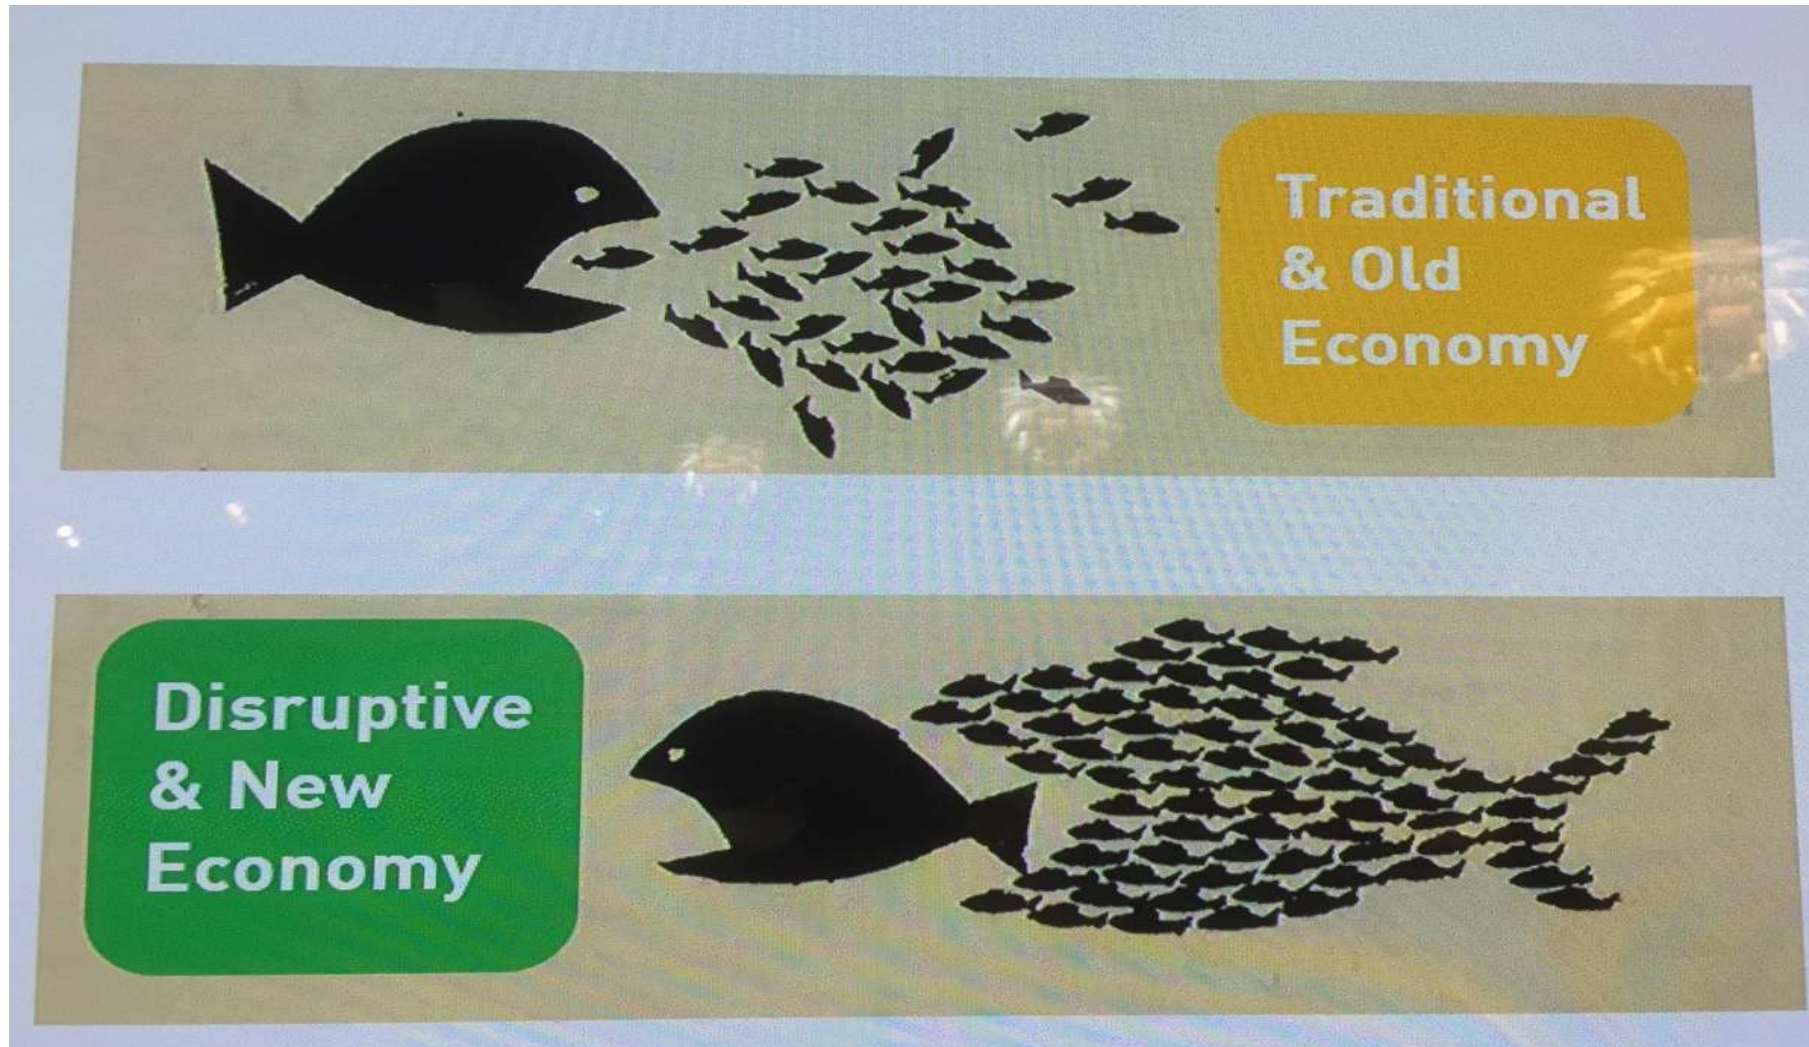 Traditional
& Old
Economy
Disruptive
& New
Economy